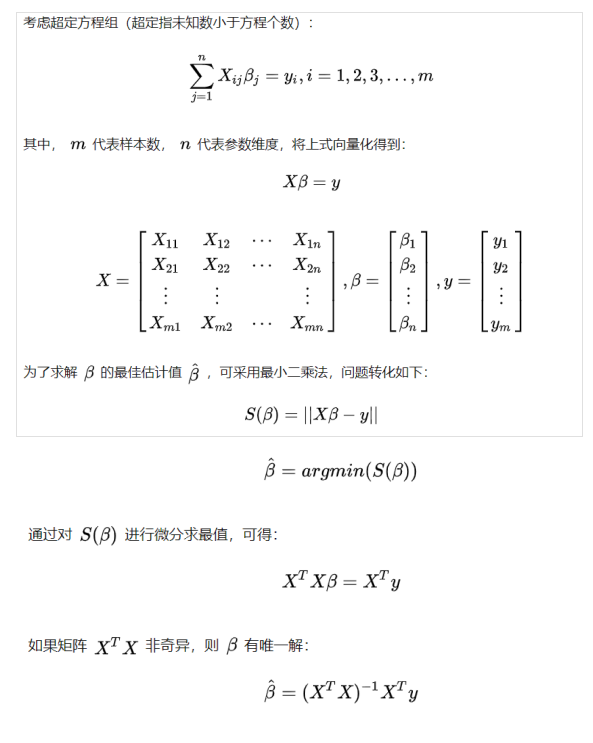 考虑超定方程组（超定指未知数小于方程个数）：
$$\sum_{j=1}^{n} X_{ij}\beta_j = y_i, i = 1, 2, 3, \ldots, m$$
其中， $m$ 代表样本数， $n$ 代表参数维度，将上式向量化得到：
$$X\beta = y$$
$$X = \begin{bmatrix} X_{11} & X_{12} & \cdots & X_{1n} \\ X_{21} & X_{22} & \cdots & X_{2n} \\ \vdots & \vdots & & \vdots \\ X_{m1} & X_{m2} & \cdots & X_{mn} \end{bmatrix}, \beta = \begin{bmatrix} \beta_1 \\ \beta_2 \\ \vdots \\ \beta_n \end{bmatrix}, y = \begin{bmatrix} y_1 \\ y_2 \\ \vdots \\ y_m \end{bmatrix}$$
为了求解 $\beta$ 的最佳估计值 $\hat{\beta}$ ，可采用最小二乘法，问题转化如下：
$$S(\beta) = ||X\beta - y||$$
$$\hat{\beta} = argmin(S(\beta))$$
通过对 $S(\beta)$ 进行微分求最值，可得：
$$X^T X\beta = X^T y$$
如果矩阵 $X^T X$ 非奇异，则 $\beta$ 有唯一解：
$$\hat{\beta} = (X^T X)^{-1} X^T y$$